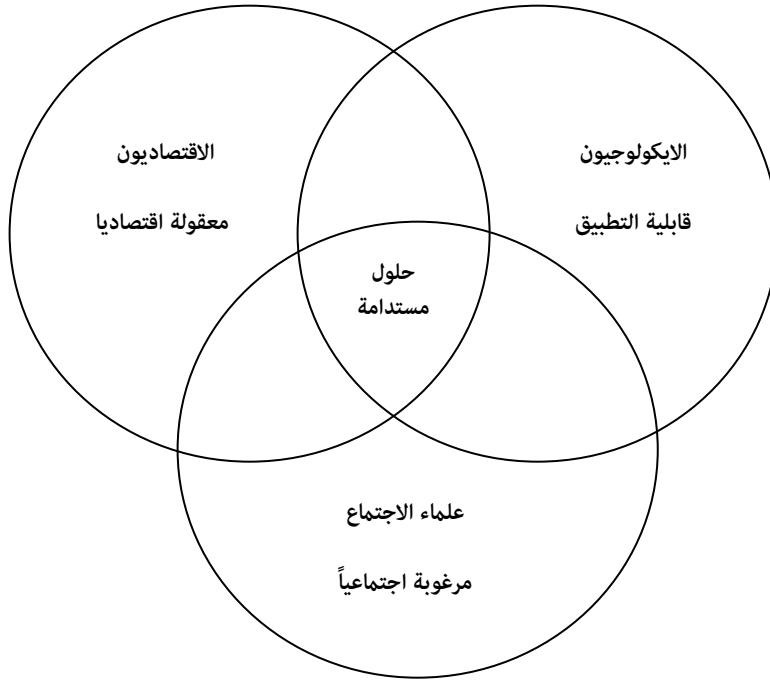 الايكولوجيون
قابلية التطبيق
الاقتصاديون
معقولة اقتصاديا
حلول
مستدامة
علماء الاجتماع
مرغوبة اجتماعياً